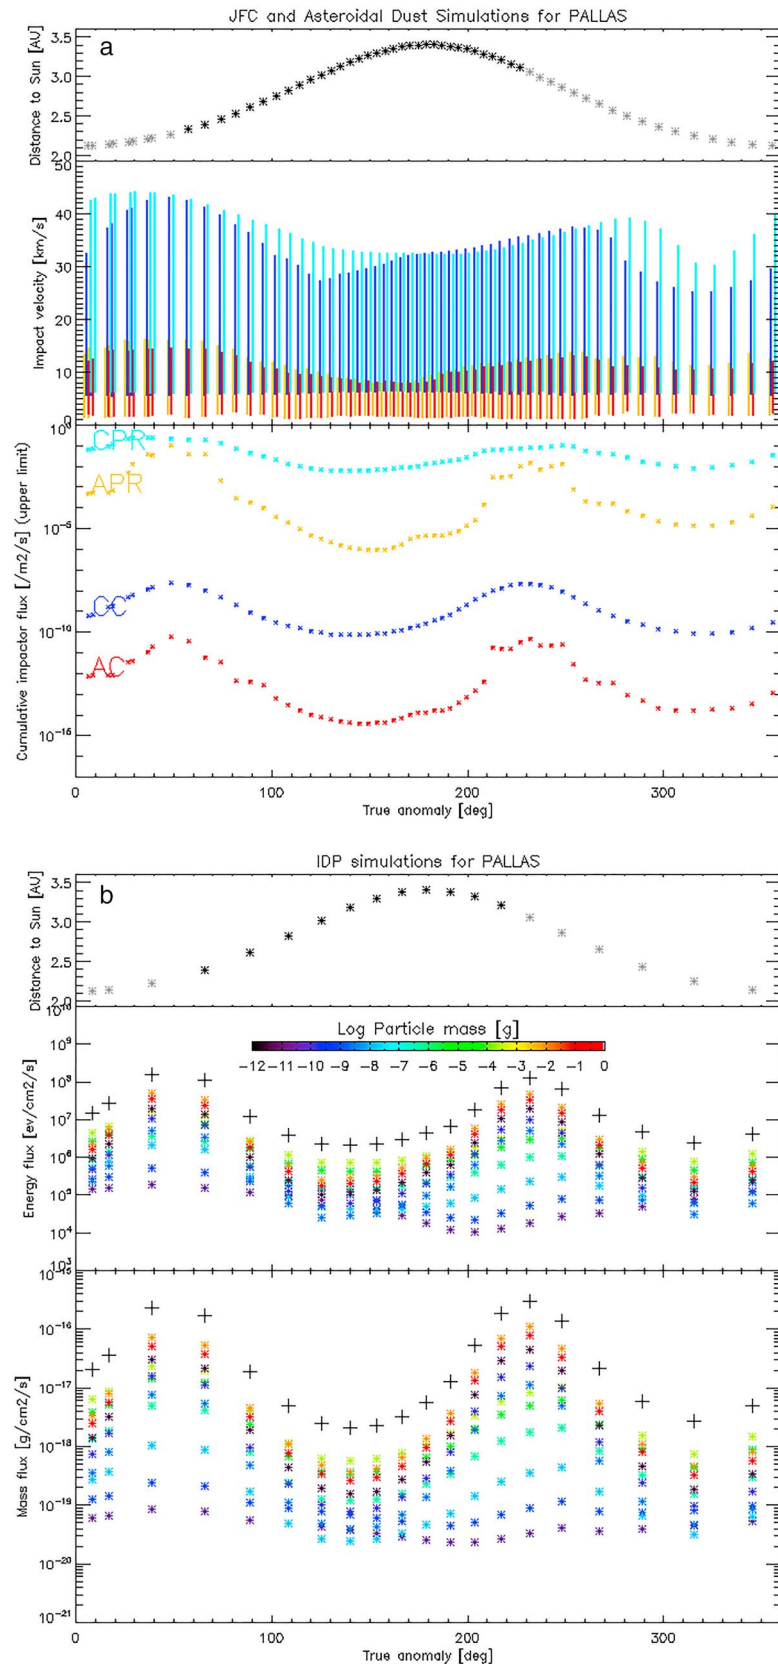 JFC and Asteroidal Dust Simulations for PALLAS
a
Distance to Sun [AU]
3.5
3.0
2.5
2.0
Impact velocity [km/s]
50
40
30
20
10
0
Cumulative impactor flux [/m2/s] (upper limit)
10^0
10^-5
10^-10
10^-15
CPR
APR
CC
AC
0 100 200 300
True anomaly [deg]
IDP simulations for PALLAS
b
Distance to Sun [AU]
3.5
3.0
2.5
2.0
Energy flux [ev/cm2/s]
10^10
10^9
10^8
10^7
10^6
10^5
10^4
10^3
Log Particle mass [g]
-12 -11 -10 -9 -8 -7 -6 -5 -4 -3 -2 -1 0
Mass flux [g/cm2/s]
10^-15
10^-16
10^-17
10^-18
10^-19
10^-20
10^-21
0 100 200 300
True anomaly [deg]